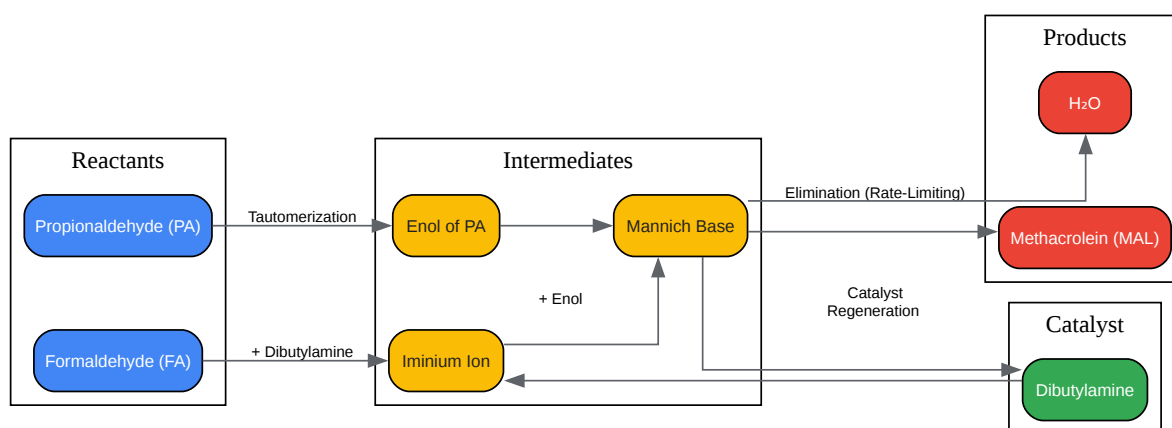 Products
H₂O
Reactants
Intermediates
Elimination (Rate-Limiting)
Propionaldehyde (PA)
Tautomerization
Enol of PA
Mannich Base
Methacrolein (MAL)
+ Enol
Catalyst
Regeneration
Catalyst
Formaldehyde (FA)
+ Dibutylamine
Iminium Ion
Dibutylamine